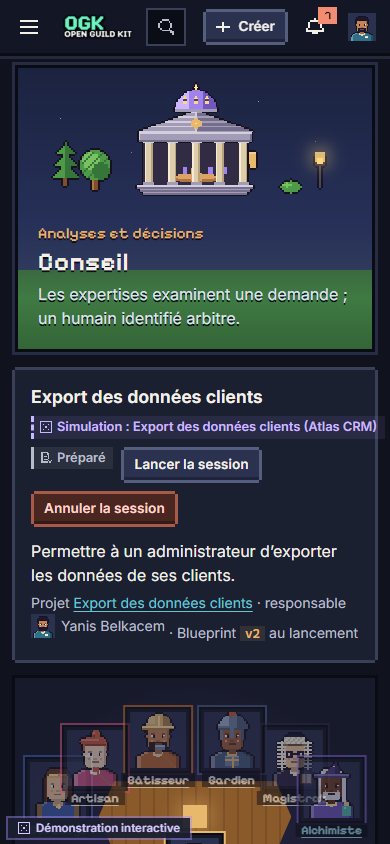 OGK
OPEN GUILD KIT
Créer
7
Analyses et décisions
Conseil
Les expertises examinent une demande ;
un humain identifié arbitre.
Export des données clients
Simulation : Export des données clients (Atlas CRM)
Préparé
Lancer la session
Annuler la session
Permettre à un administrateur d’exporter
les données de ses clients.
Projet Export des données clients · responsable
Yanis Belkacem · Blueprint v2 au lancement
Bâtisseur
Gardien
Artisan
Alchimiste
Démonstration interactive